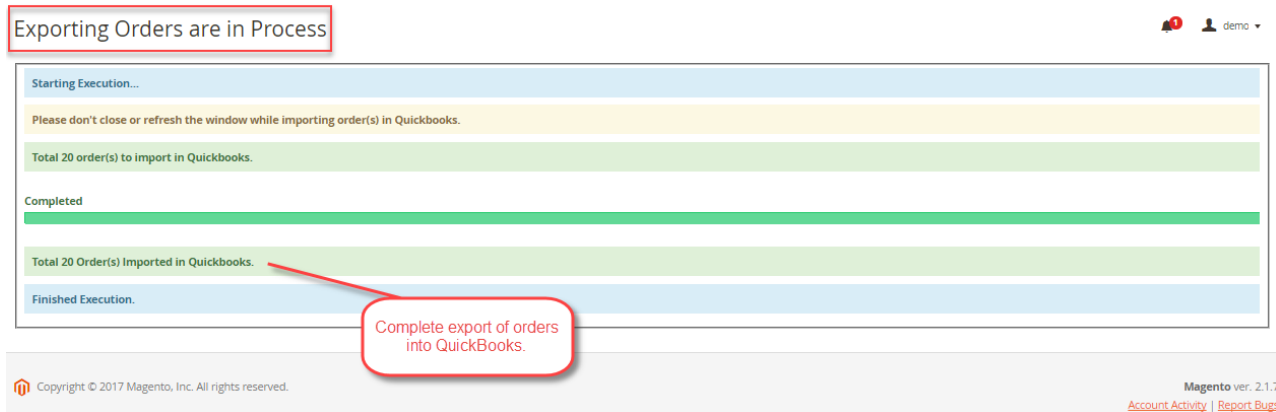 Exporting Orders are in Process
1
demo
Starting Execution...
Please don't close or refresh the window while importing order(s) in Quickbooks.
Total 20 order(s) to import in Quickbooks.
Completed
Total 20 Order(s) Imported in Quickbooks.
Finished Execution.
Complete export of orders
into QuickBooks.
Copyright © 2017 Magento, Inc. All rights reserved.
Magento ver. 2.1.7
Account Activity | Report Bugs